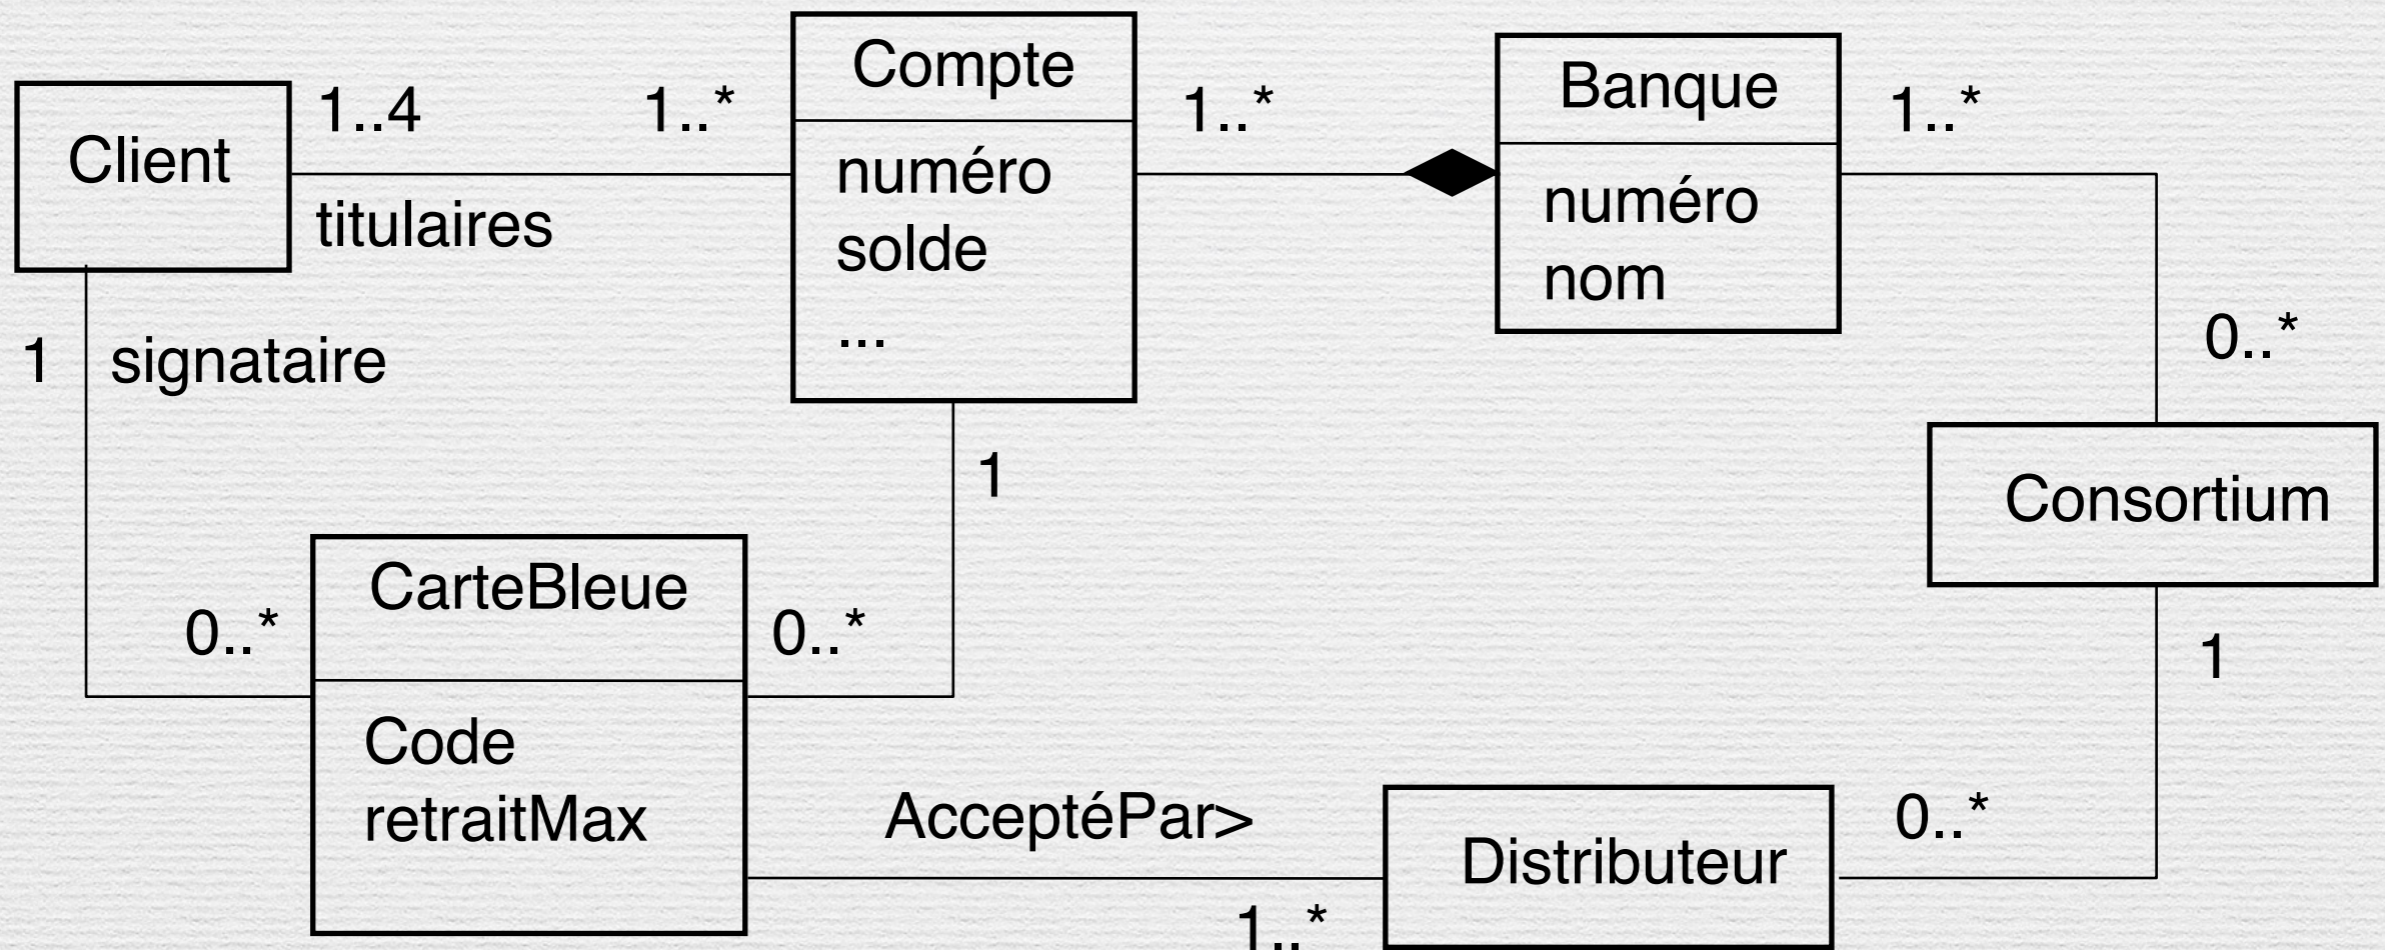 Client
1..4
titulaires
1..*
Compte
numéro
solde
...
1..*
Banque
numéro
nom
1..*
0..*
Consortium
1
signataire
0..*
CarteBleue
Code
retraitMax
0..*
1
AcceptéPar>
1..*
Distributeur
0..*
1